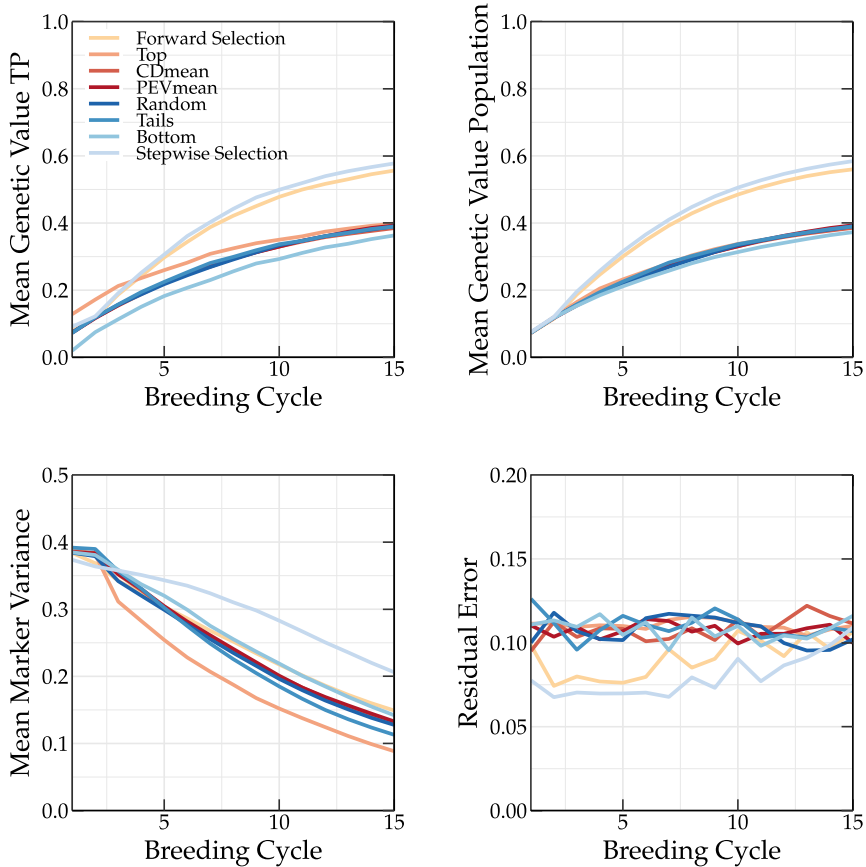 Mean Genetic Value TP
1.0
0.8
0.6
0.4
0.2
0.0
Forward Selection
Top
CDmean
PEVmean
Random
Tails
Bottom
Stepwise Selection
5
10
15
Breeding Cycle
Mean Genetic Value Population
1.0
0.8
0.6
0.4
0.2
0.0
5
10
15
Breeding Cycle
Mean Marker Variance
0.5
0.4
0.3
0.2
0.1
0.0
5
10
15
Breeding Cycle
Residual Error
0.20
0.15
0.10
0.05
0.00
5
10
15
Breeding Cycle